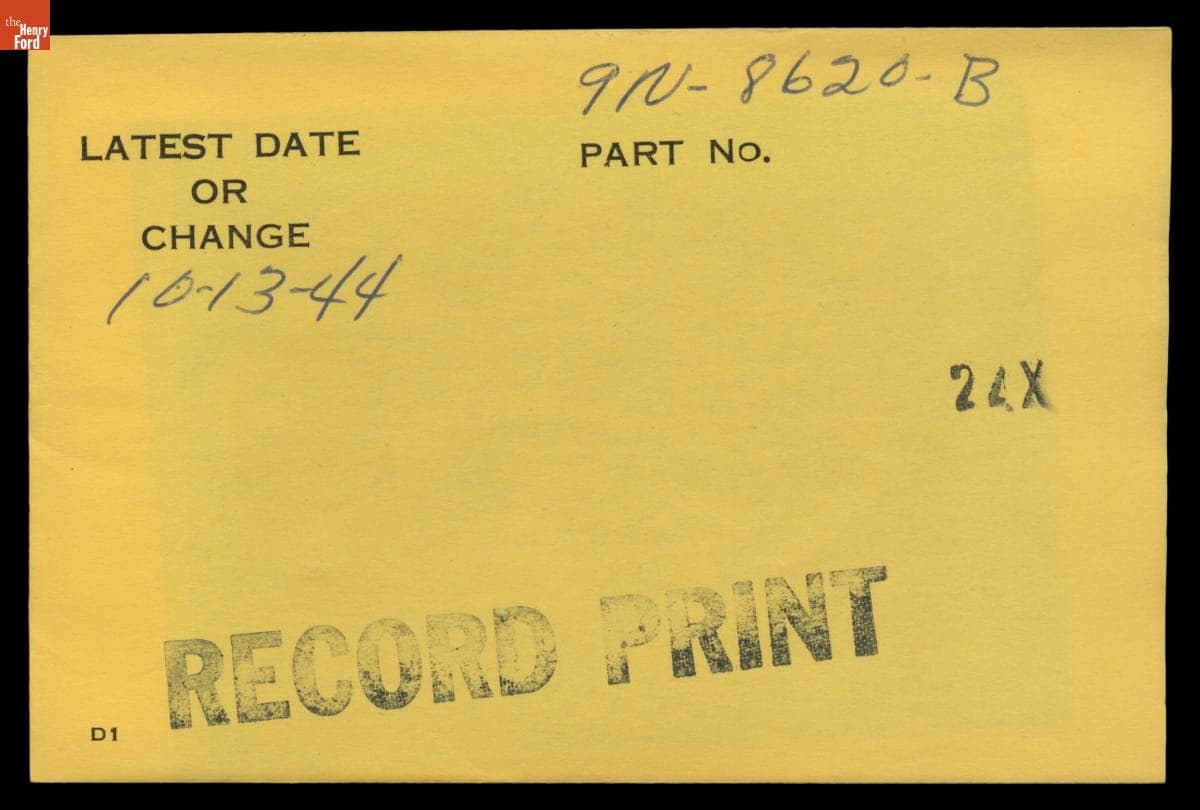 the
Henry
Ford
9N-8620-B
LATEST DATE
OR
CHANGE
PART No.
10-13-44
RECORD PRINT
D1